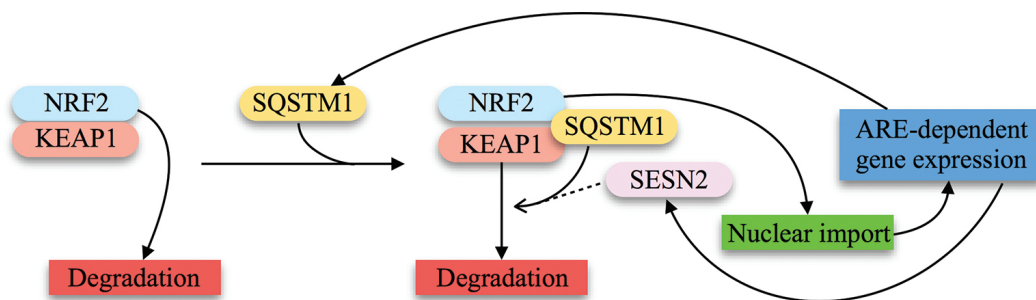 NRF2
KEAP1
Degradation
SQSTM1
NRF2
KEAP1
SQSTM1
SESN2
Degradation
Nuclear import
ARE-dependent
gene expression